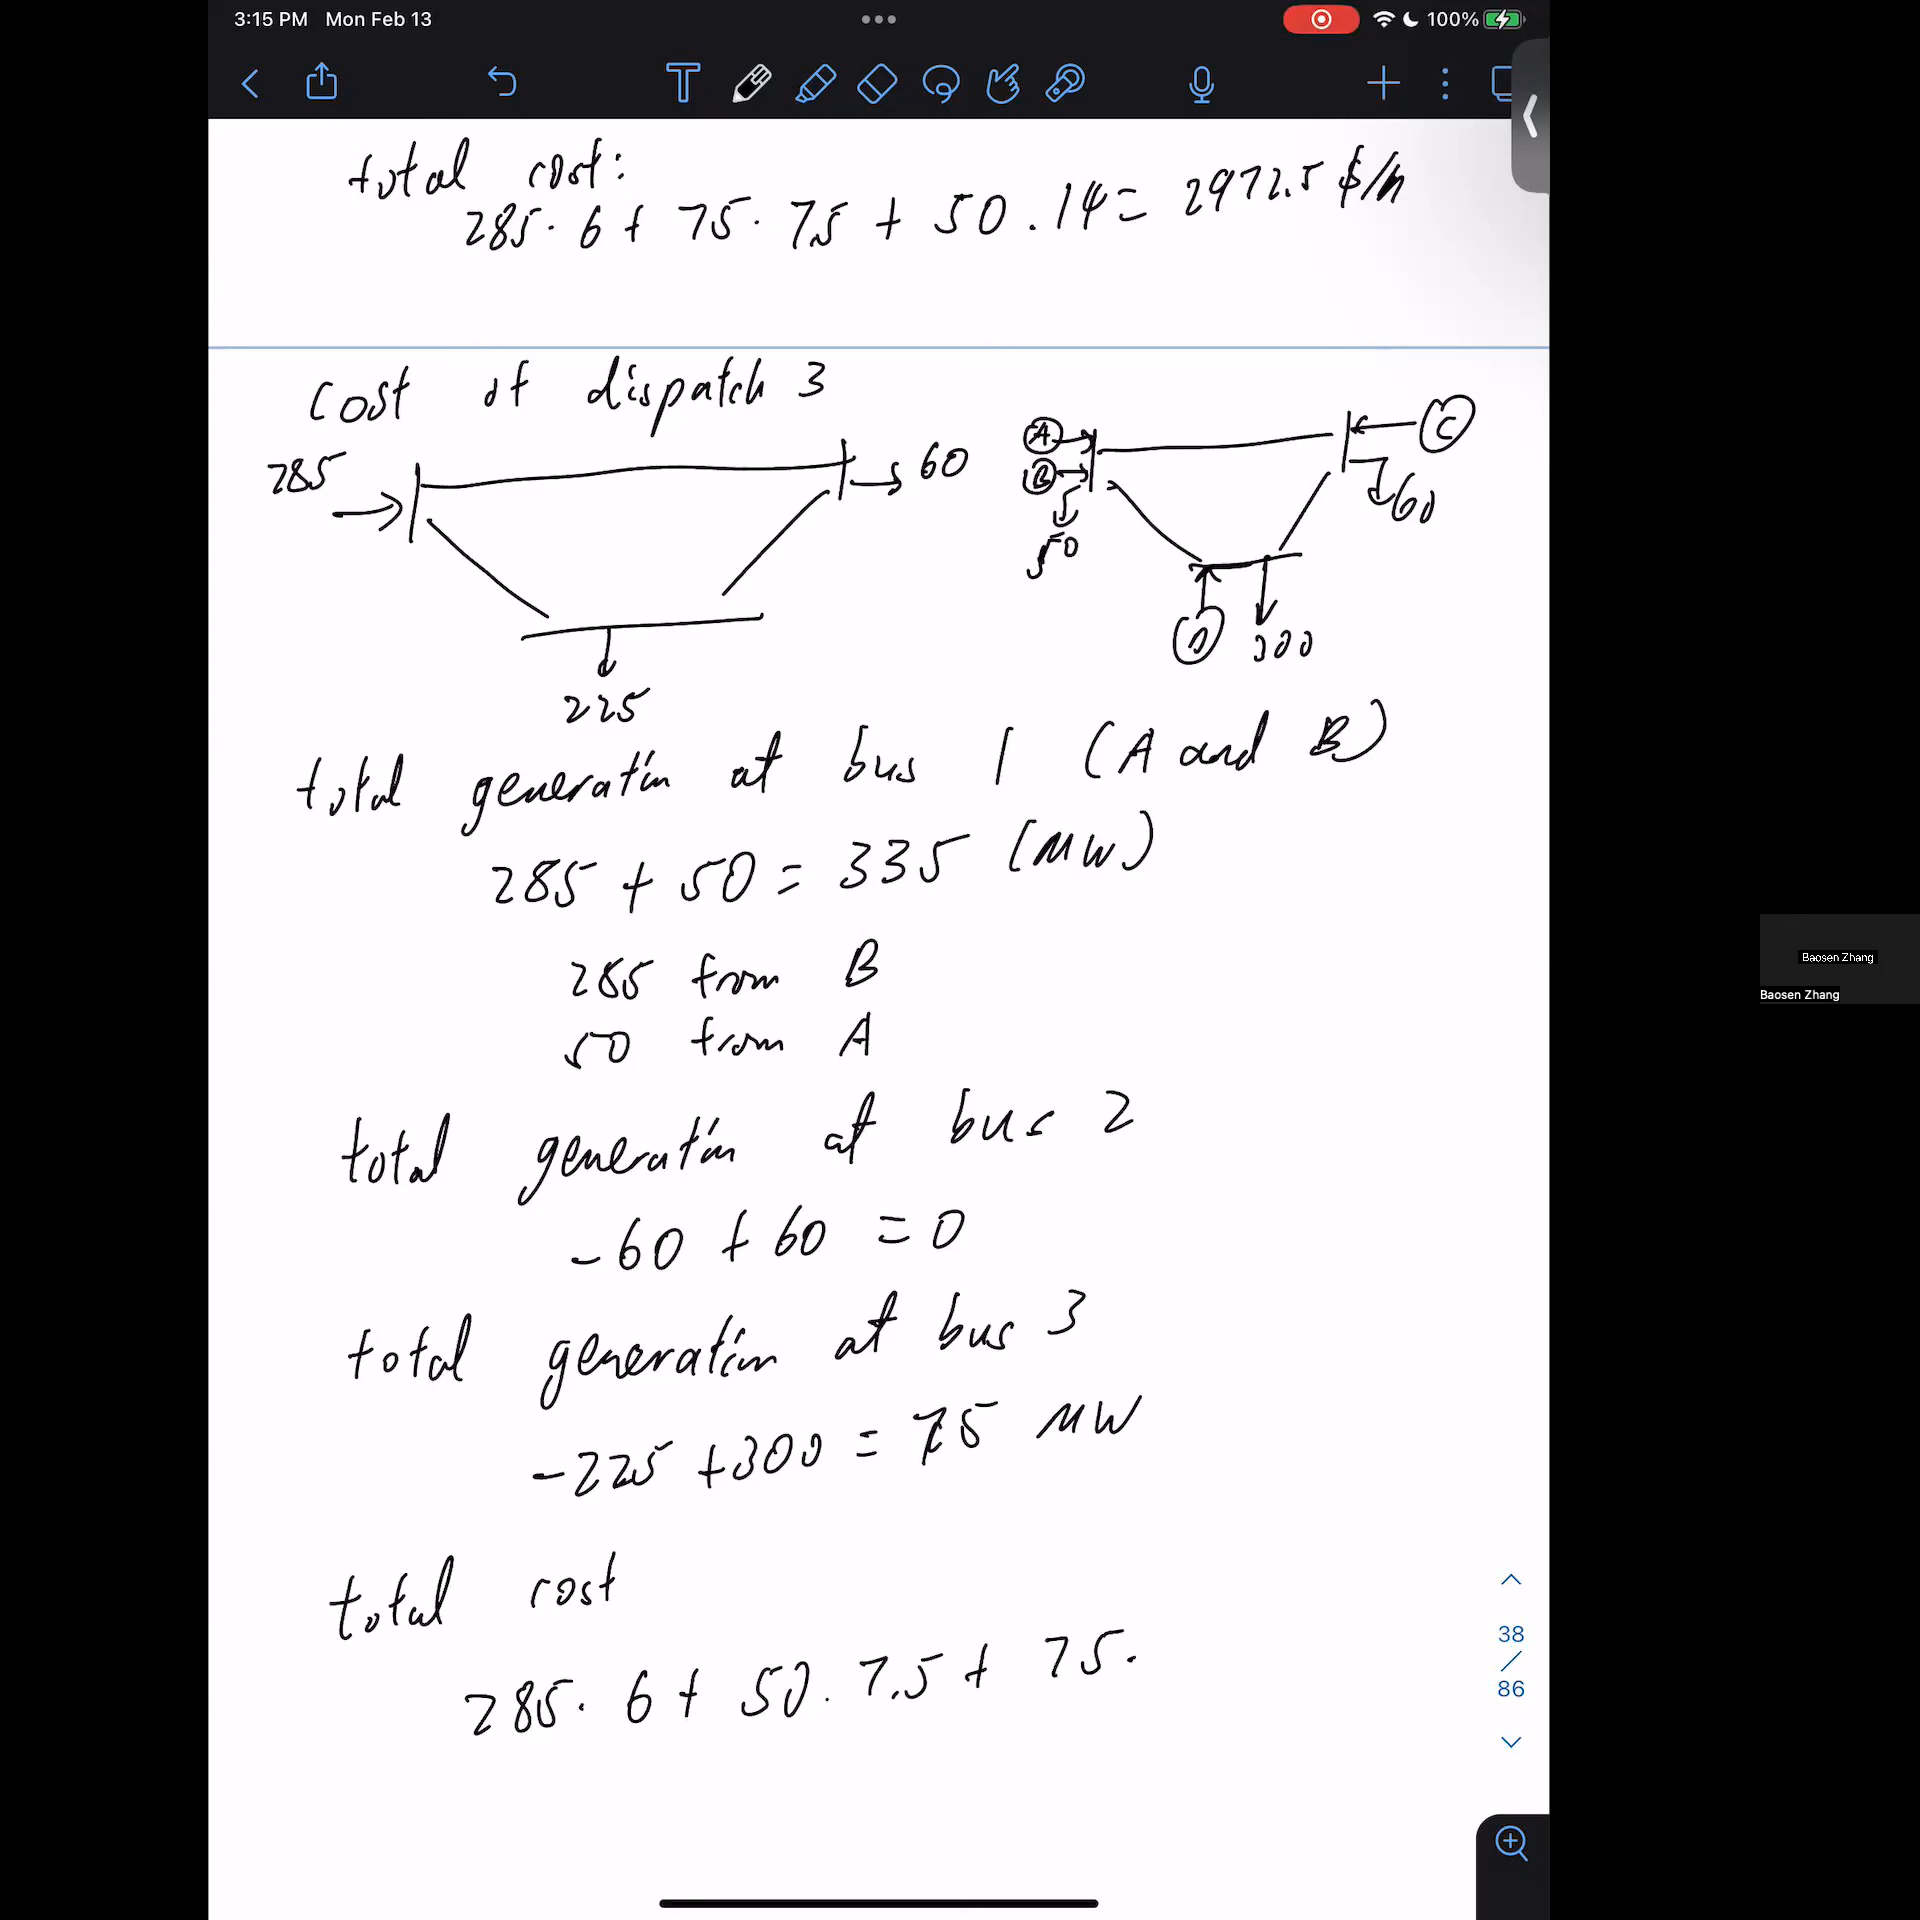 3:15 PM Mon Feb 13
100%
total cost:
285 · 6 + 75 · 7.5 + 50 · 14 = 2972.5 $/h
cost of dispatch 3
285
60
225
A
B
50
C
60
D
300
total generation at bus 1 (A and B)
285 + 50 = 335 (MW)
285 from B
50 from A
total generation at bus 2
-60 + 60 = 0
total generation at bus 3
-225 + 300 = 75 MW
total cost
285 · 6 + 50 · 7.5 + 75 ·
38
/
86
Baosen Zhang
Baosen Zhang